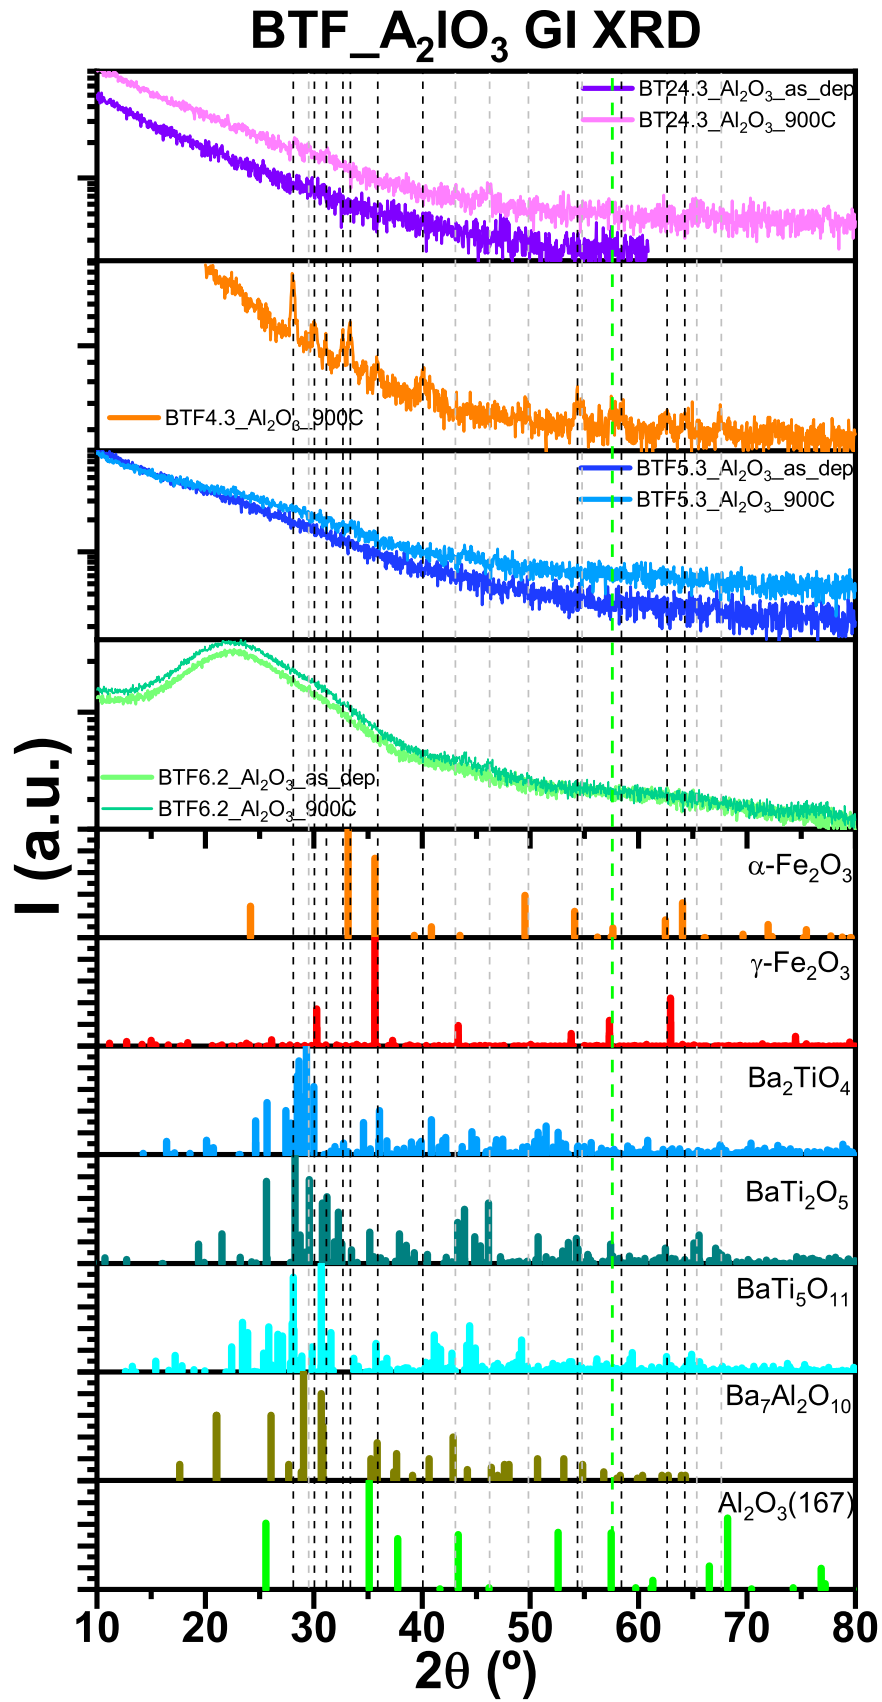 BTF_A₂lO₃ GI XRD
BT24.3_Al₂O₃_as_dep
BT24.3_Al₂O₃_900C
BTF4.3_Al₂O₃_900C
BTF5.3_Al₂O₃_as_dep
BTF5.3_Al₂O₃_900C
BTF6.2_Al₂O₃_as_dep
BTF6.2_Al₂O₃_900C
I (a.u.)
α-Fe₂O₃
γ-Fe₂O₃
Ba₂TiO₄
BaTi₂O₅
BaTi₅O₁₁
Ba₇Al₂O₁₀
Al₂O₃(167)
10 20 30 40 50 60 70 80
2θ (º)